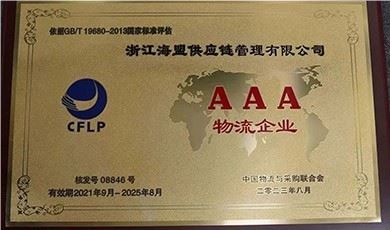 依照GB/T 19680-2013国家标准评估
浙江海盟供应链管理有限公司
CFLP
AAA
物流企业
核发号 08846 号
有效期2021年9月- 2025年8月
中国物流与采购联合会
二〇二三年八月